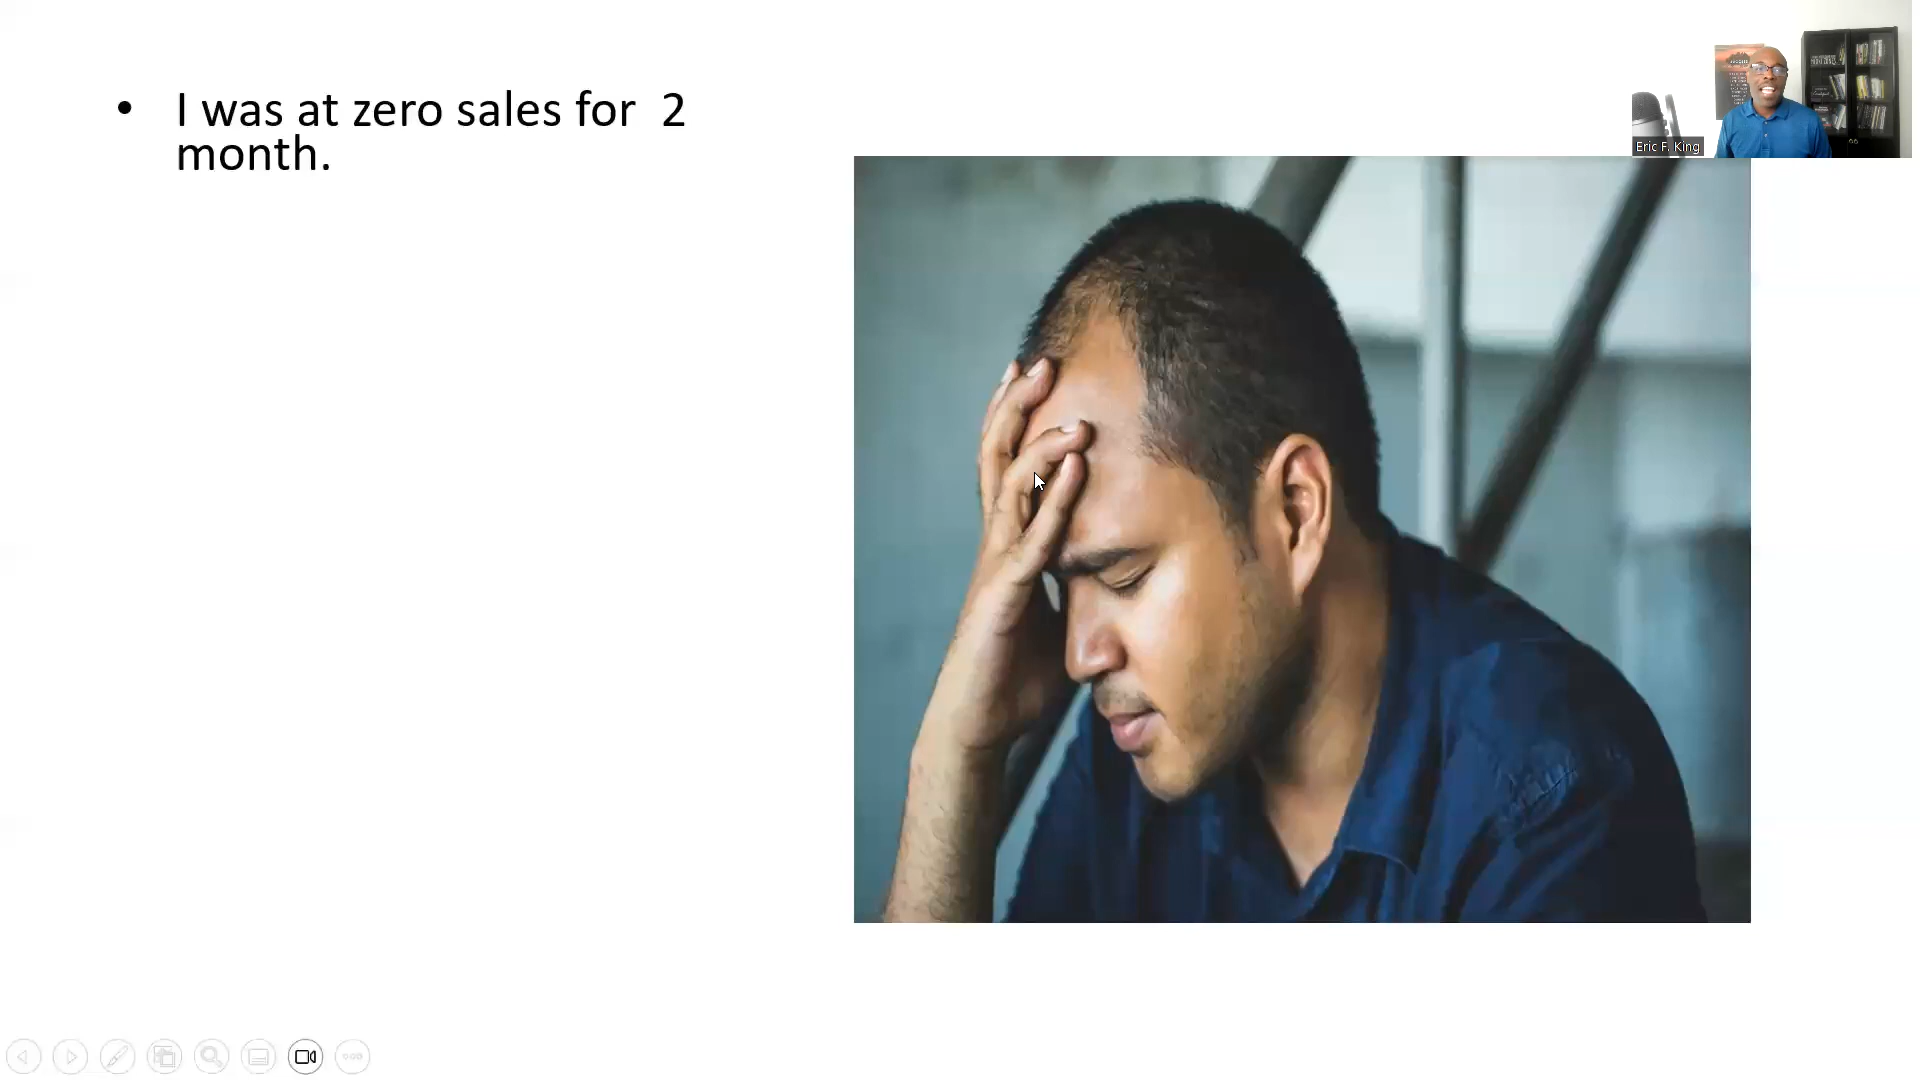 • I was at zero sales for  2
month.
Eric F. King